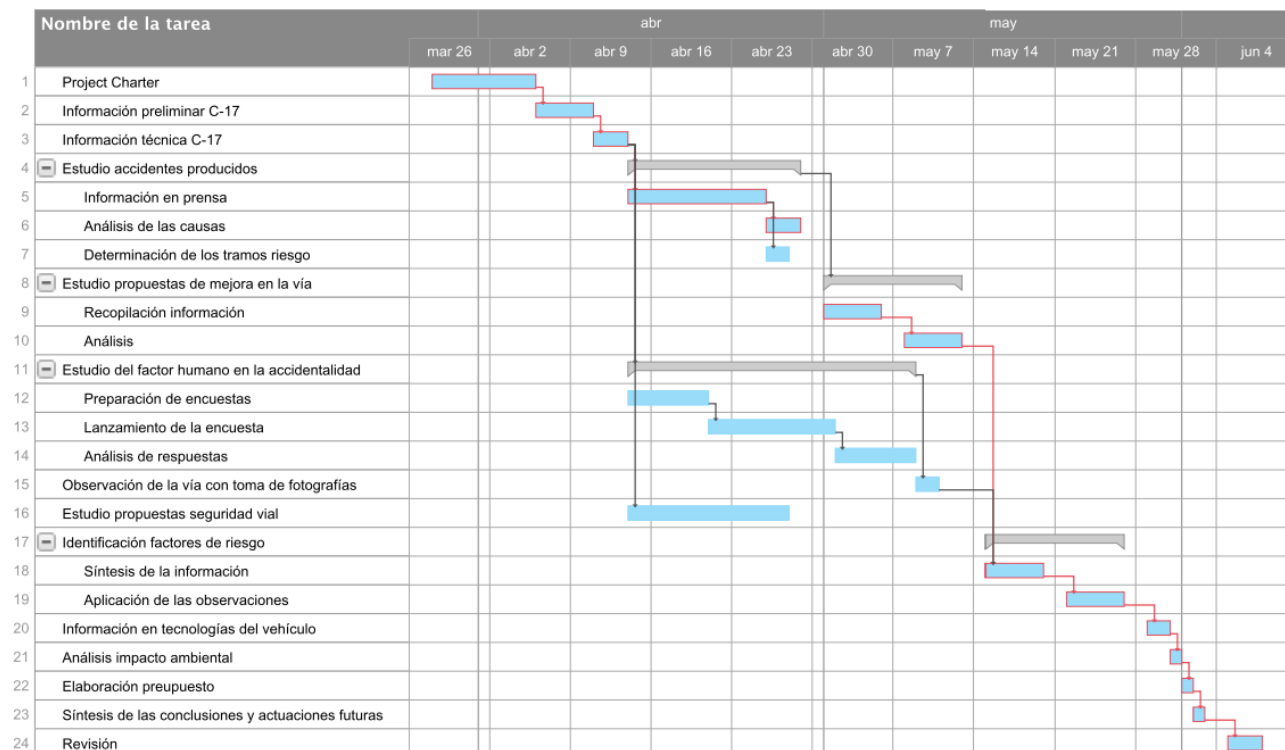 Nombre de la tarea
abr may
mar 26 abr 2 abr 9 abr 16 abr 23 abr 30 may 7 may 14 may 21 may 28 jun 4
1 Project Charter
2 Información preliminar C-17
3 Información técnica C-17
4 Estudio accidentes producidos
5 Información en prensa
6 Análisis de las causas
7 Determinación de los tramos riesgo
8 Estudio propuestas de mejora en la vía
9 Recopilación información
10 Análisis
11 Estudio del factor humano en la accidentalidad
12 Preparación de encuestas
13 Lanzamiento de la encuesta
14 Análisis de respuestas
15 Observación de la vía con toma de fotografías
16 Estudio propuestas seguridad vial
17 Identificación factores de riesgo
18 Síntesis de la información
19 Aplicación de las observaciones
20 Información en tecnologías del vehículo
21 Análisis impacto ambiental
22 Elaboración preupuesto
23 Síntesis de las conclusiones y actuaciones futuras
24 Revisión